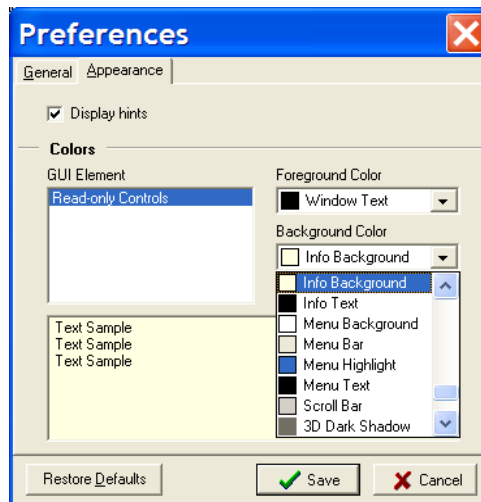 Preferences
General Appearance
Display hints
Colors
GUI Element
Read-only Controls
Foreground Color
Window Text
Background Color
Info Background
Info Background
Info Text
Menu Background
Menu Bar
Menu Highlight
Menu Text
Scroll Bar
3D Dark Shadow
Text Sample
Text Sample
Text Sample
Restore Defaults Save Cancel